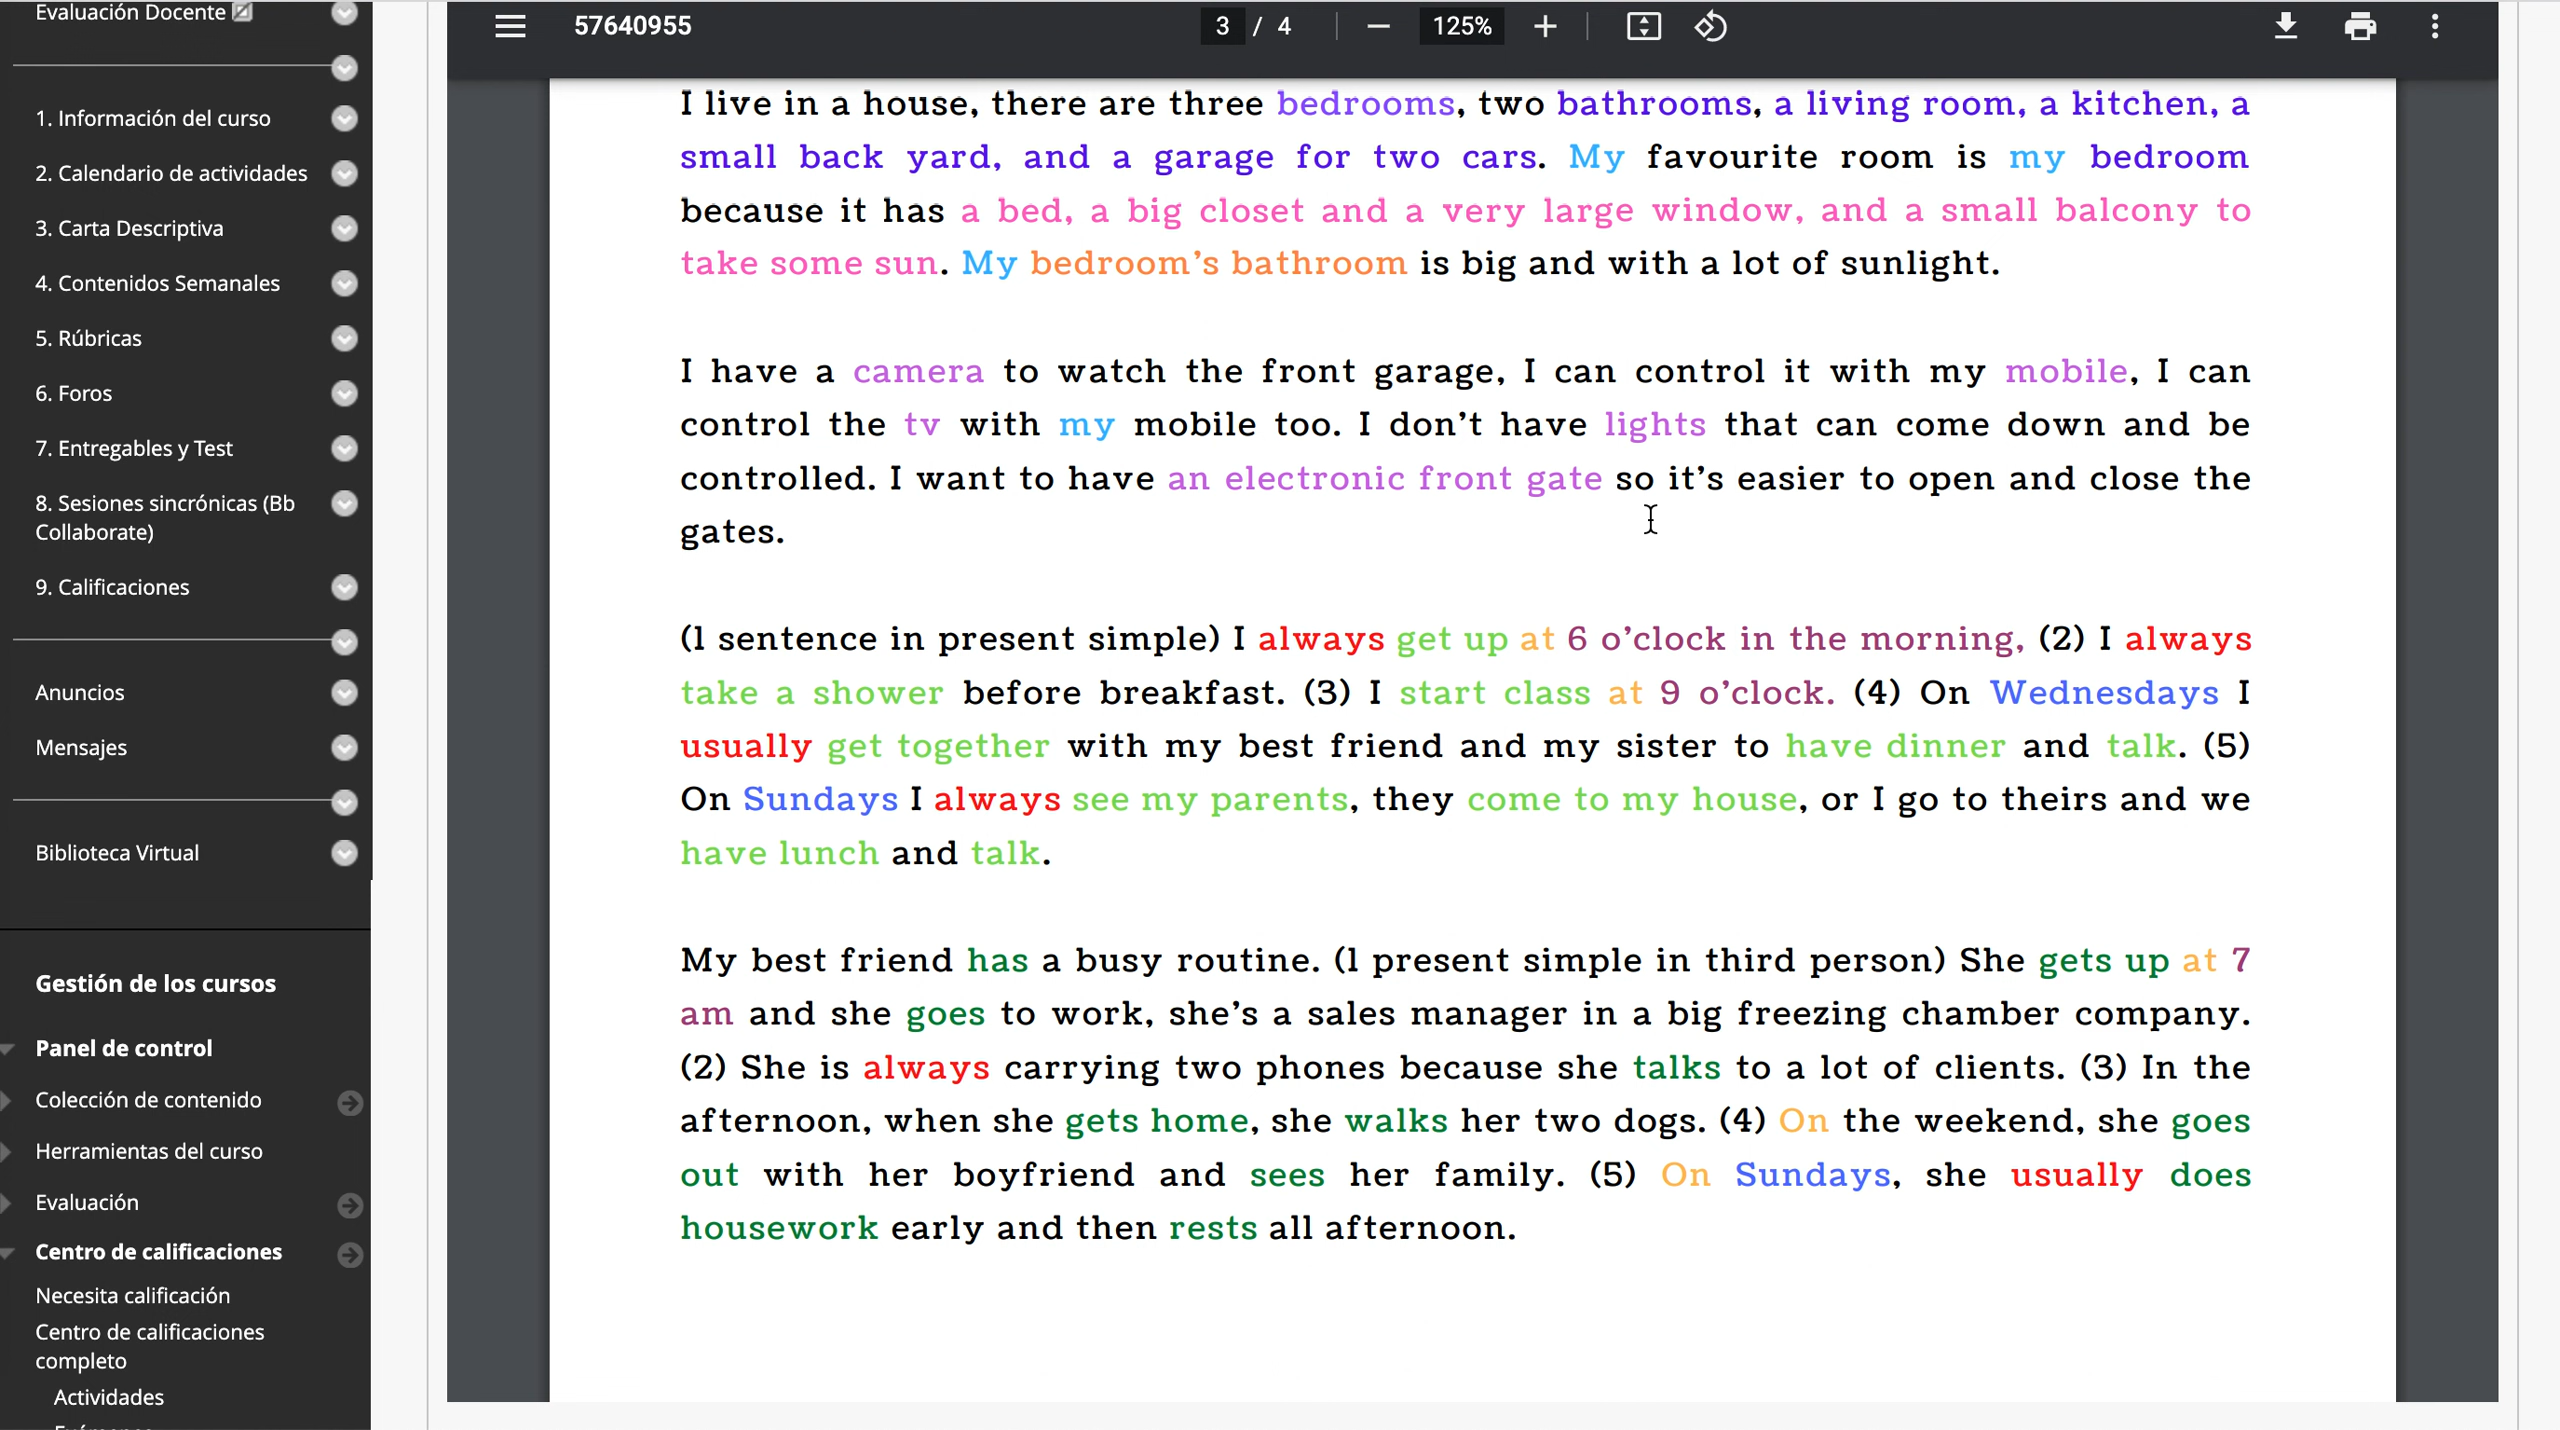 Evaluación Docente
1. Información del curso
2. Calendario de actividades
3. Carta Descriptiva
4. Contenidos Semanales
5. Rúbricas
6. Foros
7. Entregables y Test
8. Sesiones sincrónicas (Bb
Collaborate)
9. Calificaciones
Anuncios
Mensajes
Biblioteca Virtual
Gestión de los cursos
Panel de control
Colección de contenido
Herramientas del curso
Evaluación
Centro de calificaciones
Necesita calificación
Centro de calificaciones
completo
Actividades
57640955
3 / 4
125%
I live in a house, there are three bedrooms, two bathrooms, a living room, a kitchen, a
small back yard, and a garage for two cars. My favourite room is my bedroom
because it has a bed, a big closet and a very large window, and a small balcony to
take some sun. My bedroom's bathroom is big and with a lot of sunlight.
I have a camera to watch the front garage, I can control it with my mobile, I can
control the tv with my mobile too. I don't have lights that can come down and be
controlled. I want to have an electronic front gate so it's easier to open and close the
gates.
(1 sentence in present simple) I always get up at 6 o'clock in the morning, (2) I always
take a shower before breakfast. (3) I start class at 9 o'clock. (4) On Wednesdays I
usually get together with my best friend and my sister to have dinner and talk. (5)
On Sundays I always see my parents, they come to my house, or I go to theirs and we
have lunch and talk.
My best friend has a busy routine. (1 present simple in third person) She gets up at 7
am and she goes to work, she's a sales manager in a big freezing chamber company.
(2) She is always carrying two phones because she talks to a lot of clients. (3) In the
afternoon, when she gets home, she walks her two dogs. (4) On the weekend, she goes
out with her boyfriend and sees her family. (5) On Sundays, she usually does
housework early and then rests all afternoon.